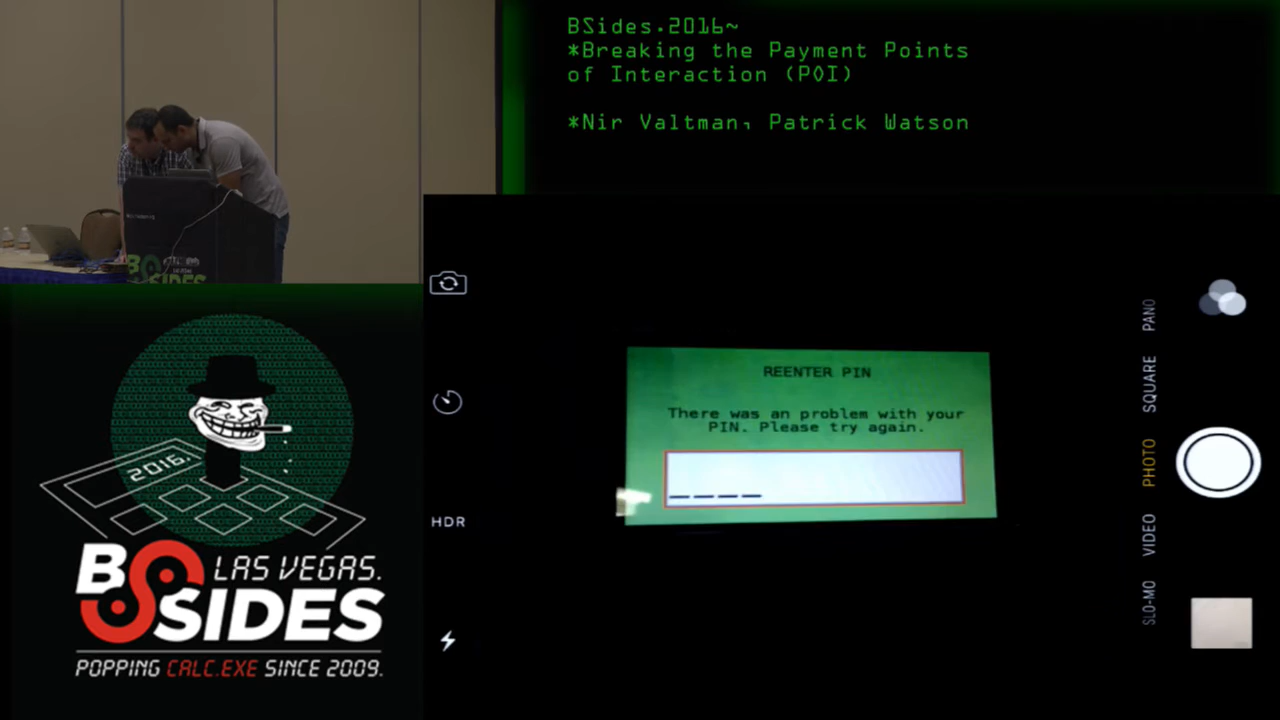 BSides.2016~
*Breaking the Payment Points
of Interaction (POI)
*Nir Valtman, Patrick Watson
REENTER PIN
There was an problem with your
PIN. Please try again.
HDR
PANO
SQUARE
PHOTO
VIDEO
SLO-MO
2016.
BSIDES
LAS VEGAS.
POPPING CALC.EXE SINCE 2009.